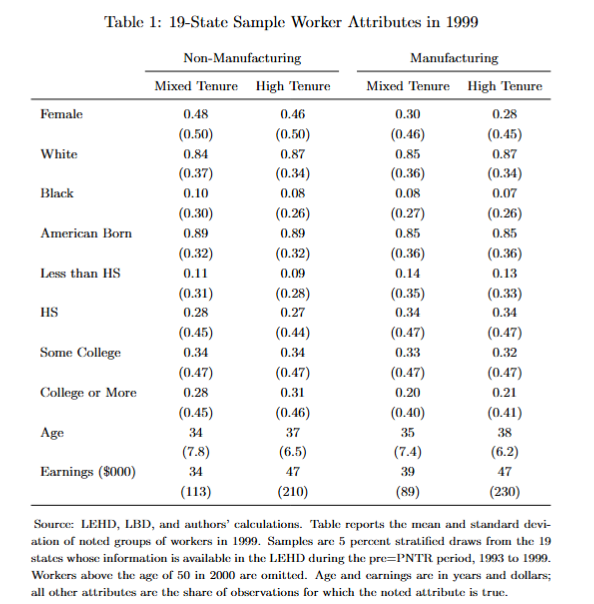 Table 1: 19-State Sample Worker Attributes in 1999
Non-Manufacturing Manufacturing
Mixed Tenure High Tenure Mixed Tenure High Tenure
Female 0.48 0.46 0.30 0.28
(0.50) (0.50) (0.46) (0.45)
White 0.84 0.87 0.85 0.87
(0.37) (0.34) (0.36) (0.34)
Black 0.10 0.08 0.08 0.07
(0.30) (0.26) (0.27) (0.26)
American Born 0.89 0.89 0.85 0.85
(0.32) (0.32) (0.36) (0.36)
Less than HS 0.11 0.09 0.14 0.13
(0.31) (0.28) (0.35) (0.33)
HS 0.28 0.27 0.34 0.34
(0.45) (0.44) (0.47) (0.47)
Some College 0.34 0.34 0.33 0.32
(0.47) (0.47) (0.47) (0.47)
College or More 0.28 0.31 0.20 0.21
(0.45) (0.46) (0.40) (0.41)
Age 34 37 35 38
(7.8) (6.5) (7.4) (6.2)
Earnings ($000) 34 47 39 47
(113) (210) (89) (230)
Source: LEHD, LBD, and authors' calculations. Table reports the mean and standard devi-
ation of noted groups of workers in 1999. Samples are 5 percent stratified draws from the 19
states whose information is available in the LEHD during the pre=PNTR period, 1993 to 1999.
Workers above the age of 50 in 2000 are omitted. Age and earnings are in years and dollars;
all other attributes are the share of observations for which the noted attribute is true.